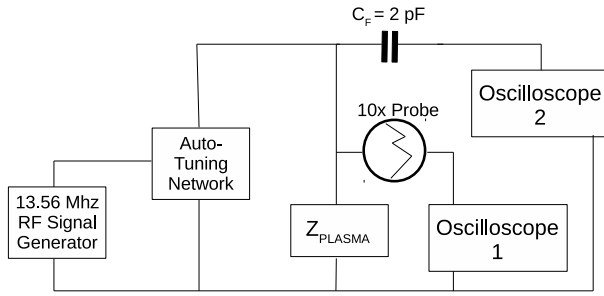 C_F = 2 pF
10x Probe
Oscilloscope
2
Auto-
Tuning
Network
13.56 Mhz
RF Signal
Generator
Z_PLASMA
Oscilloscope
1